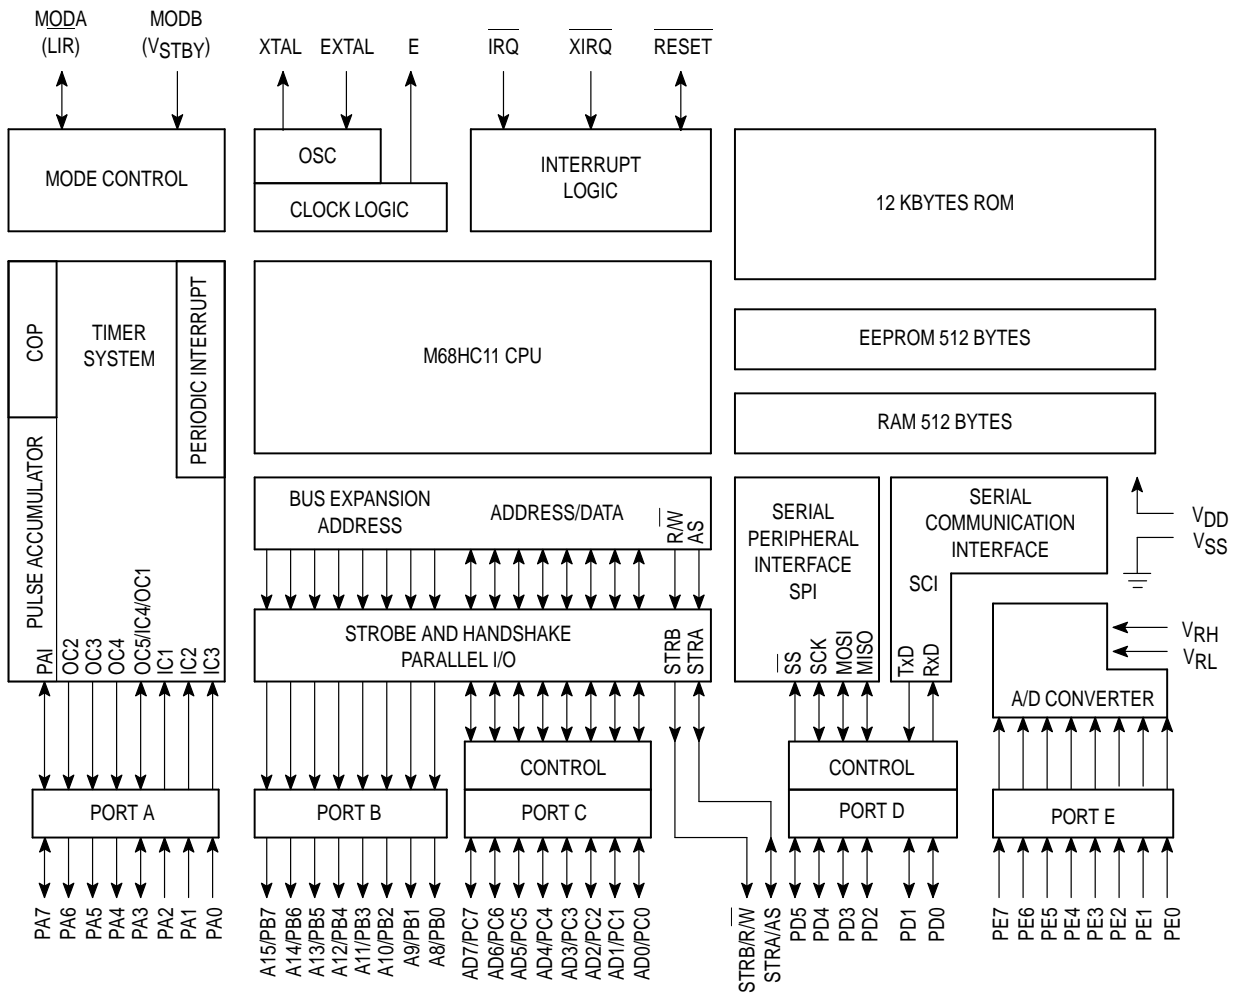 MODA
(LIR)
MODB
(VSTBY)
XTAL
EXTAL
E
IRQ
XIRQ
RESET
MODE CONTROL
OSC
CLOCK LOGIC
INTERRUPT
LOGIC
12 KBYTES ROM
COP
TIMER
SYSTEM
PERIODIC INTERRUPT
PULSE ACCUMULATOR
M68HC11 CPU
EEPROM 512 BYTES
RAM 512 BYTES
BUS EXPANSION
ADDRESS
ADDRESS/DATA
R/W
AS
SERIAL
PERIPHERAL
INTERFACE
SPI
SERIAL
COMMUNICATION
INTERFACE
SCI
VDD
VSS
PAI
OC2
OC3
OC4
OC5/IC4/OC1
IC1
IC2
IC3
STROBE AND HANDSHAKE
PARALLEL I/O
STRB
STRA
SS
SCK
MOSI
MISO
TxD
RxD
VRH
VRL
A/D CONVERTER
CONTROL
CONTROL
PORT A
PORT B
PORT C
PORT D
PORT E
PA7
PA6
PA5
PA4
PA3
PA2
PA1
PA0
A15/PB7
A14/PB6
A13/PB5
A12/PB4
A11/PB3
A10/PB2
A9/PB1
A8/PB0
AD7/PC7
AD6/PC6
AD5/PC5
AD4/PC4
AD3/PC3
AD2/PC2
AD1/PC1
AD0/PC0
STRB/R/W
STRA/AS
PD5
PD4
PD3
PD2
PD1
PD0
PE7
PE6
PE5
PE4
PE3
PE2
PE1
PE0